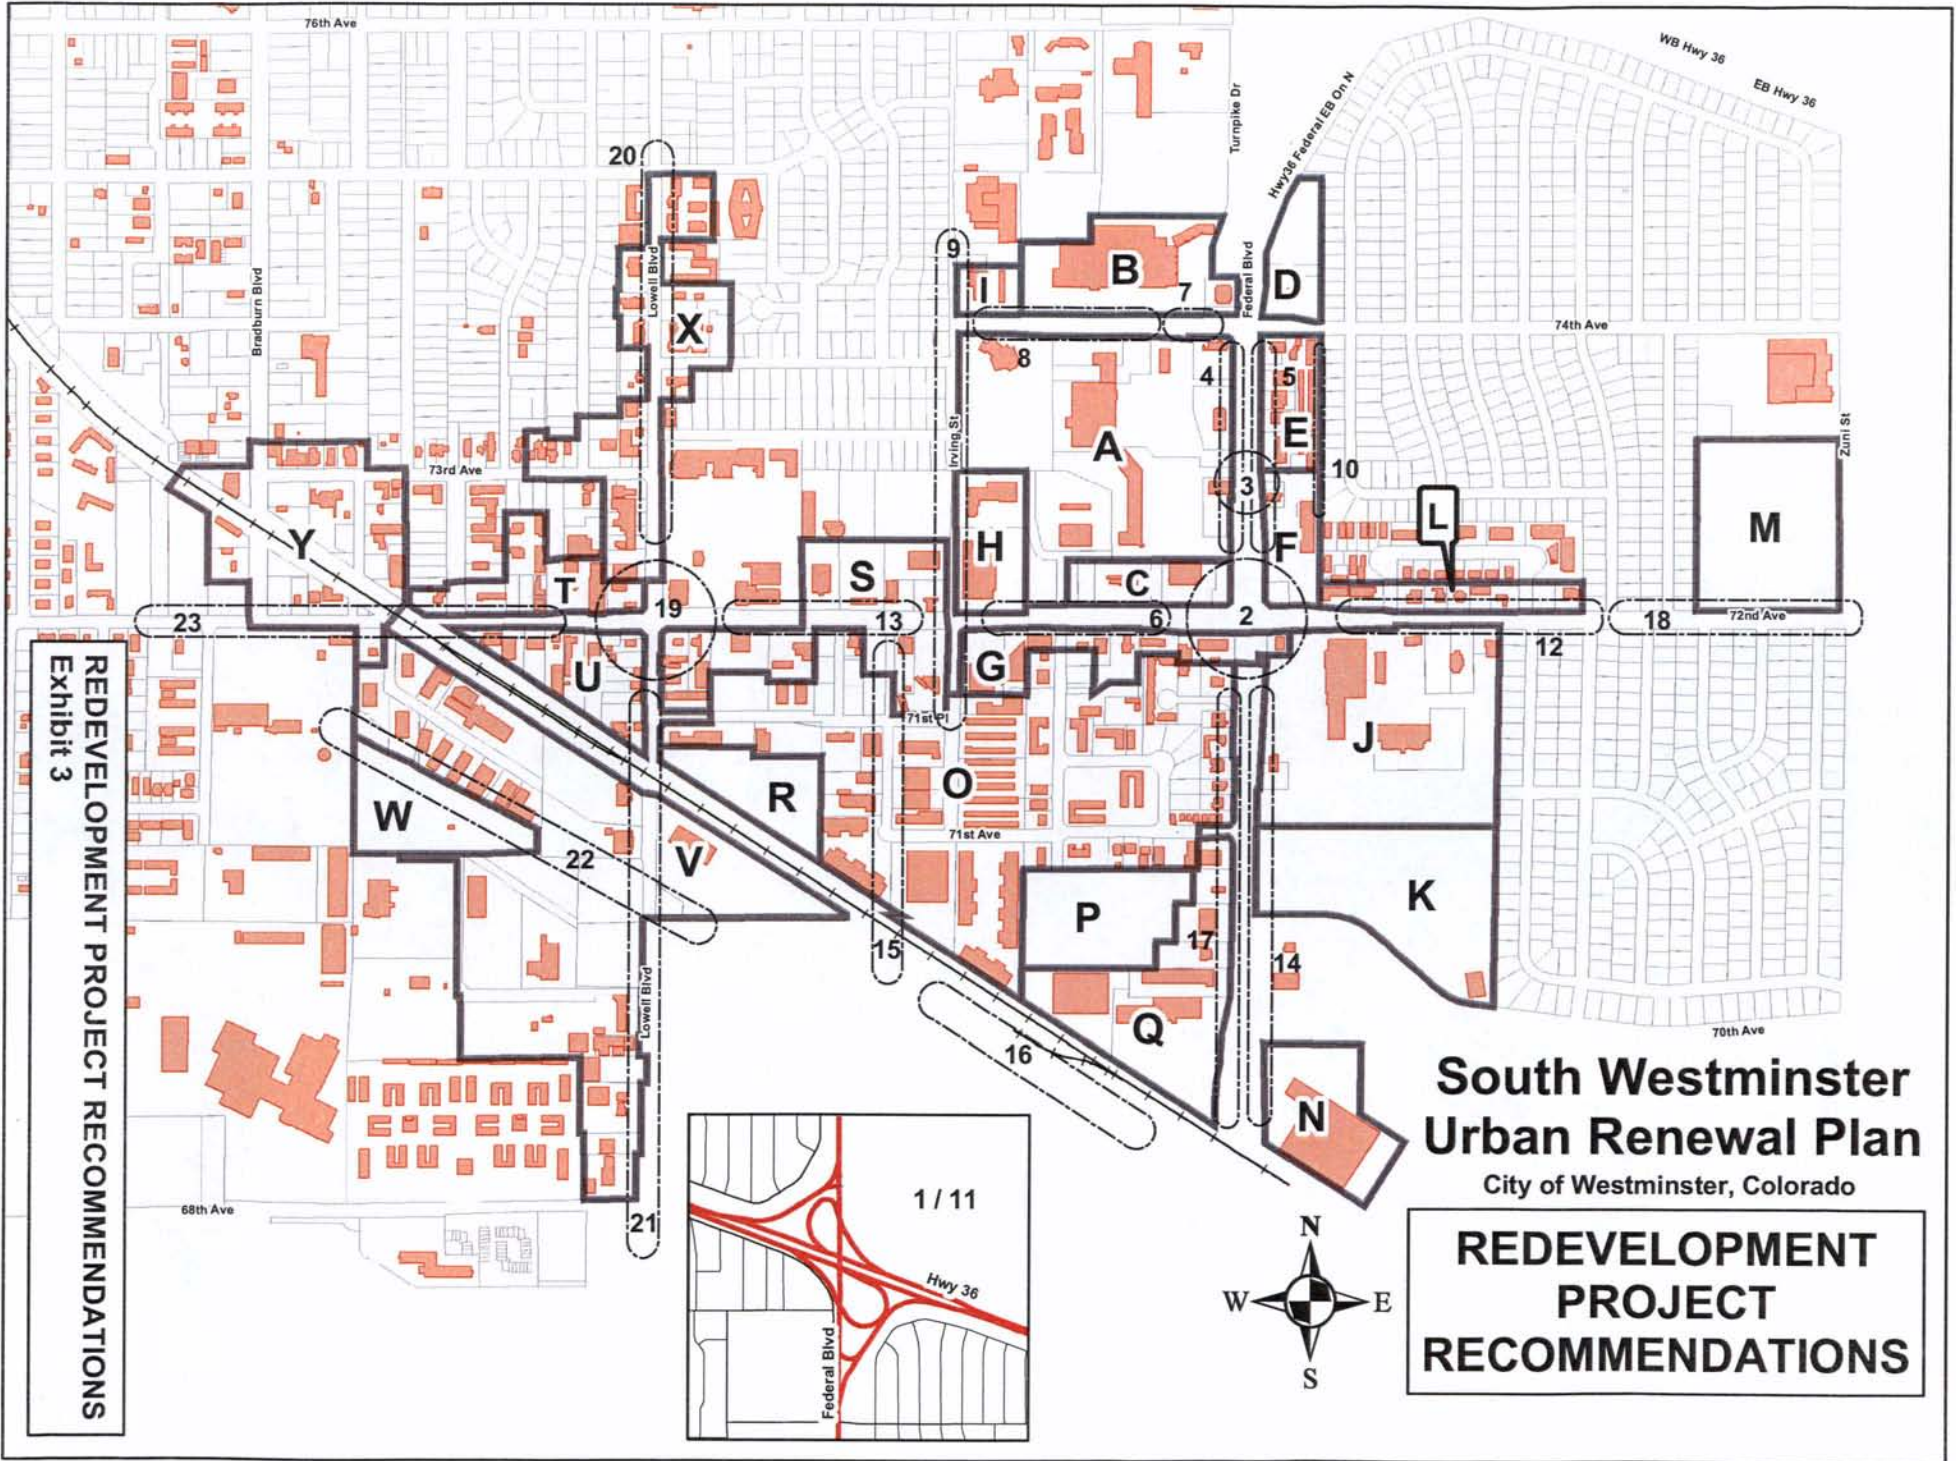 76th Ave
WB Hwy 36
EB Hwy 36
Turnpike Dr
Hwy36 Federal EB On N
20
Bradburn Blvd
Lowell Blvd
9
B
Federal Blvd
D
I
7
X
74th Ave
8
4
5
Irving St
A
E
Zuni St
73rd Ave
10
3
L
M
Y
H
F
T
S
C
23
19
13
6
2
12
18
72nd Ave
U
G
71st Pl
J
W
R
O
71st Ave
22
V
K
P
17
15
14
Lowell Blvd
16
Q
70th Ave
N
68th Ave
21
1 / 11
Hwy 36
Federal Blvd
N
W
E
S
South Westminster
Urban Renewal Plan
City of Westminster, Colorado
REDEVELOPMENT
PROJECT
RECOMMENDATIONS
REDEVELOPMENT PROJECT RECOMMENDATIONS
Exhibit 3